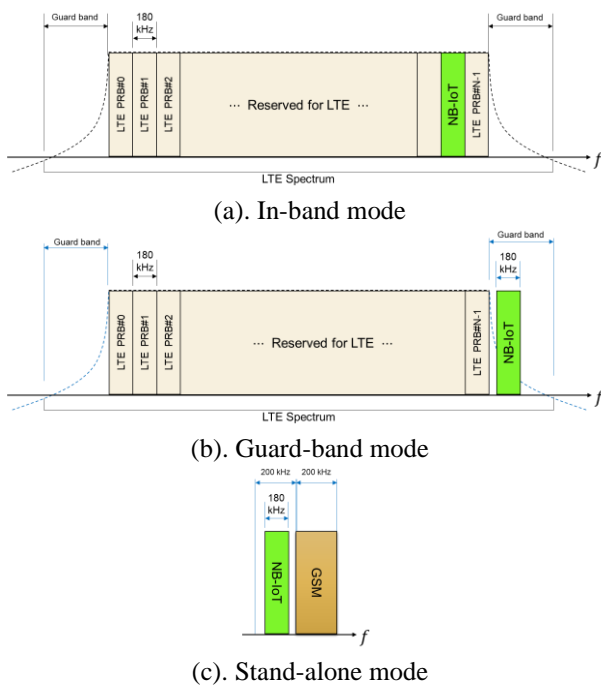 Guard band
180
kHz
Guard band
LTE PRB#0
LTE PRB#1
LTE PRB#2
··· Reserved for LTE ···
NB-IoT
LTE PRB#N-1
f
LTE Spectrum
(a). In-band mode
Guard band
180
kHz
Guard band
180
kHz
LTE PRB#0
LTE PRB#1
LTE PRB#2
··· Reserved for LTE ···
LTE PRB#N-1
NB-IoT
f
LTE Spectrum
(b). Guard-band mode
200 kHz
200 kHz
180
kHz
NB-IoT
GSM
f
(c). Stand-alone mode